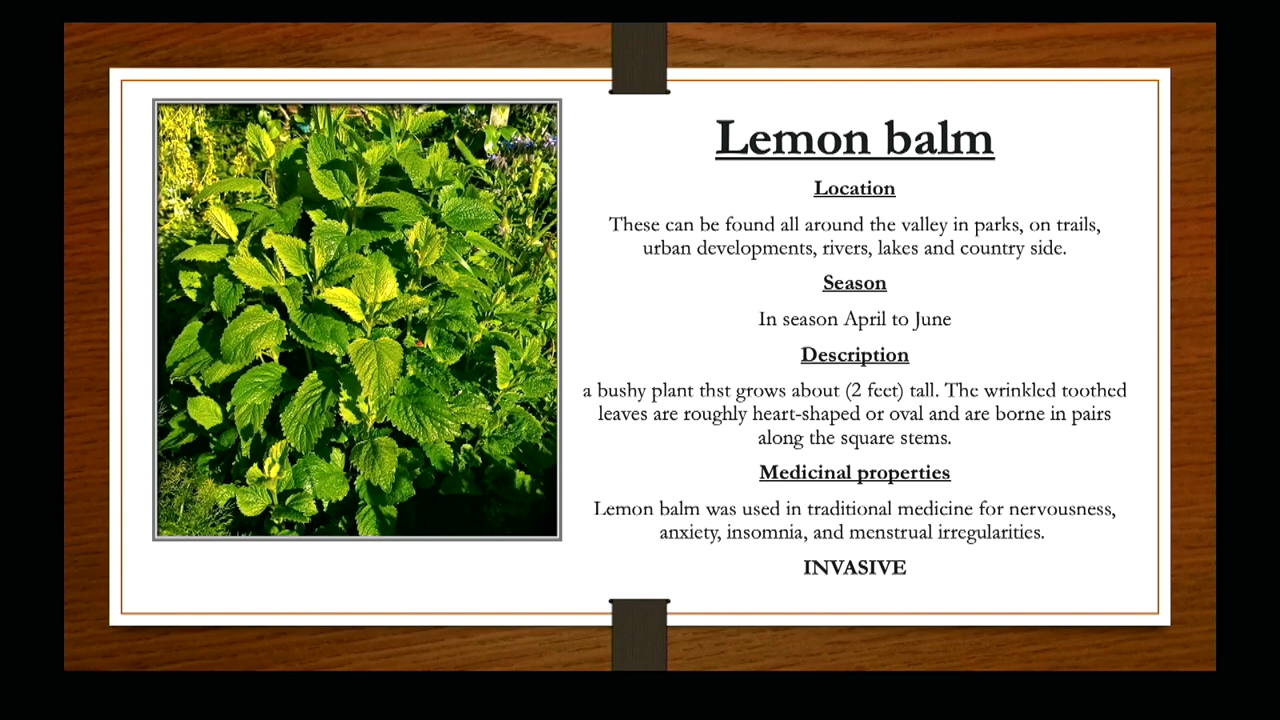 Lemon balm
Location
These can be found all around the valley in parks, on trails,
urban developments, rivers, lakes and country side.
Season
In season April to June
Description
a bushy plant thst grows about (2 feet) tall. The wrinkled toothed
leaves are roughly heart-shaped or oval and are borne in pairs
along the square stems.
Medicinal properties
Lemon balm was used in traditional medicine for nervousness,
anxiety, insomnia, and menstrual irregularities.
INVASIVE